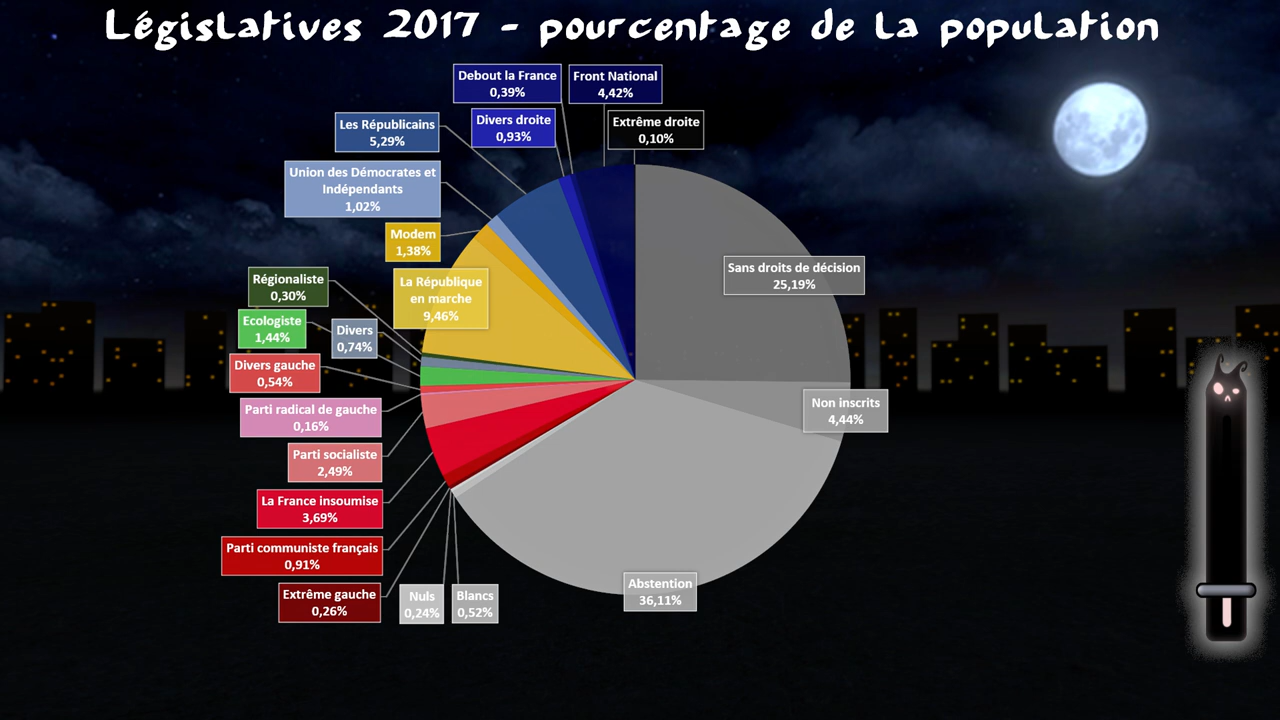 Législatives 2017 - pourcentage de la population
Debout la France
0,39%
Front National
4,42%
Divers droite
0,93%
Extrême droite
0,10%
Les Républicains
5,29%
Union des Démocrates et
Indépendants
1,02%
Modem
1,38%
La République
en marche
9,46%
Régionaliste
0,30%
Ecologiste
1,44%
Divers
0,74%
Divers gauche
0,54%
Parti radical de gauche
0,16%
Parti socialiste
2,49%
La France insoumise
3,69%
Parti communiste français
0,91%
Extrême gauche
0,26%
Nuls
0,24%
Blancs
0,52%
Sans droits de décision
25,19%
Non inscrits
4,44%
Abstention
36,11%